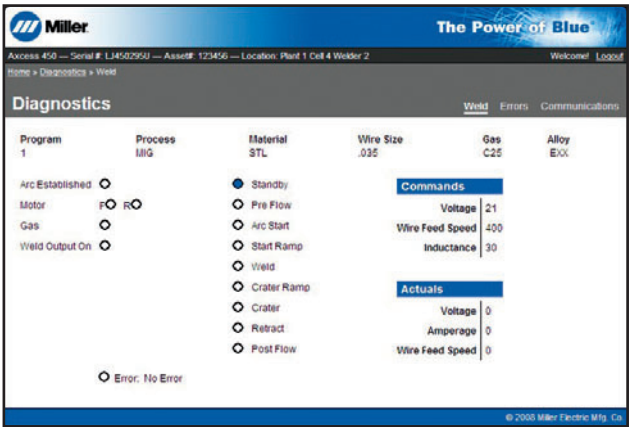 Miller The Power of Blue
Axcess 450 — Serial #: LJ4502950 — Asset#: 123456 — Location: Plant 1 Cell 4 Welder 2 Welcome! Logout
Home » Diagnostics » Weld
Diagnostics Weld Errors Communications
Program Process Material Wire Size Gas Alloy
1 MIG STL .035 C25 EXX
Arc Established Standby Commands
Motor F R Pre Flow Voltage 21
Gas Arc Start Wire Feed Speed 400
Weld Output On Start Ramp Inductance 30
Weld
Crater Ramp Actuals
Crater Voltage 0
Retract Amperage 0
Post Flow Wire Feed Speed 0
Error: No Error
© 2008 Miller Electric Mfg. Co.